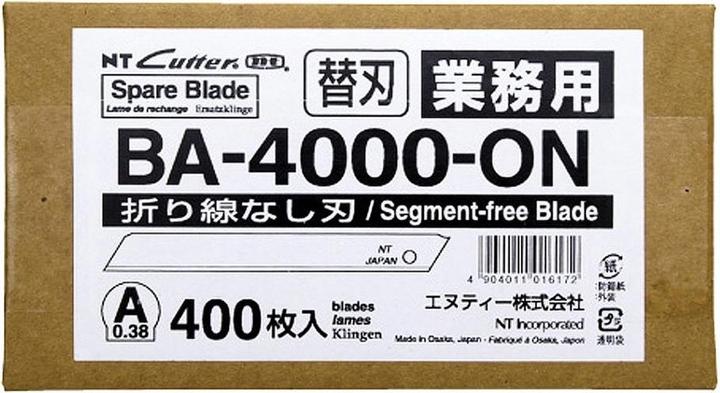 NT Cutter
Spare Blade
Lame de rechange Ersatzklinge
替刃
業務用
BA-4000-ON
折り線なし刃 / Segment-free Blade
NT
JAPAN
4 904011 016172
A
0.38
400枚入
blades
lames
Klingen
エヌティー株式会社
NT Incorporated
Made in Osaka, Japan - Fabriqué à Osaka, Japon
紙
:防錆紙
外装
プラ
透明袋